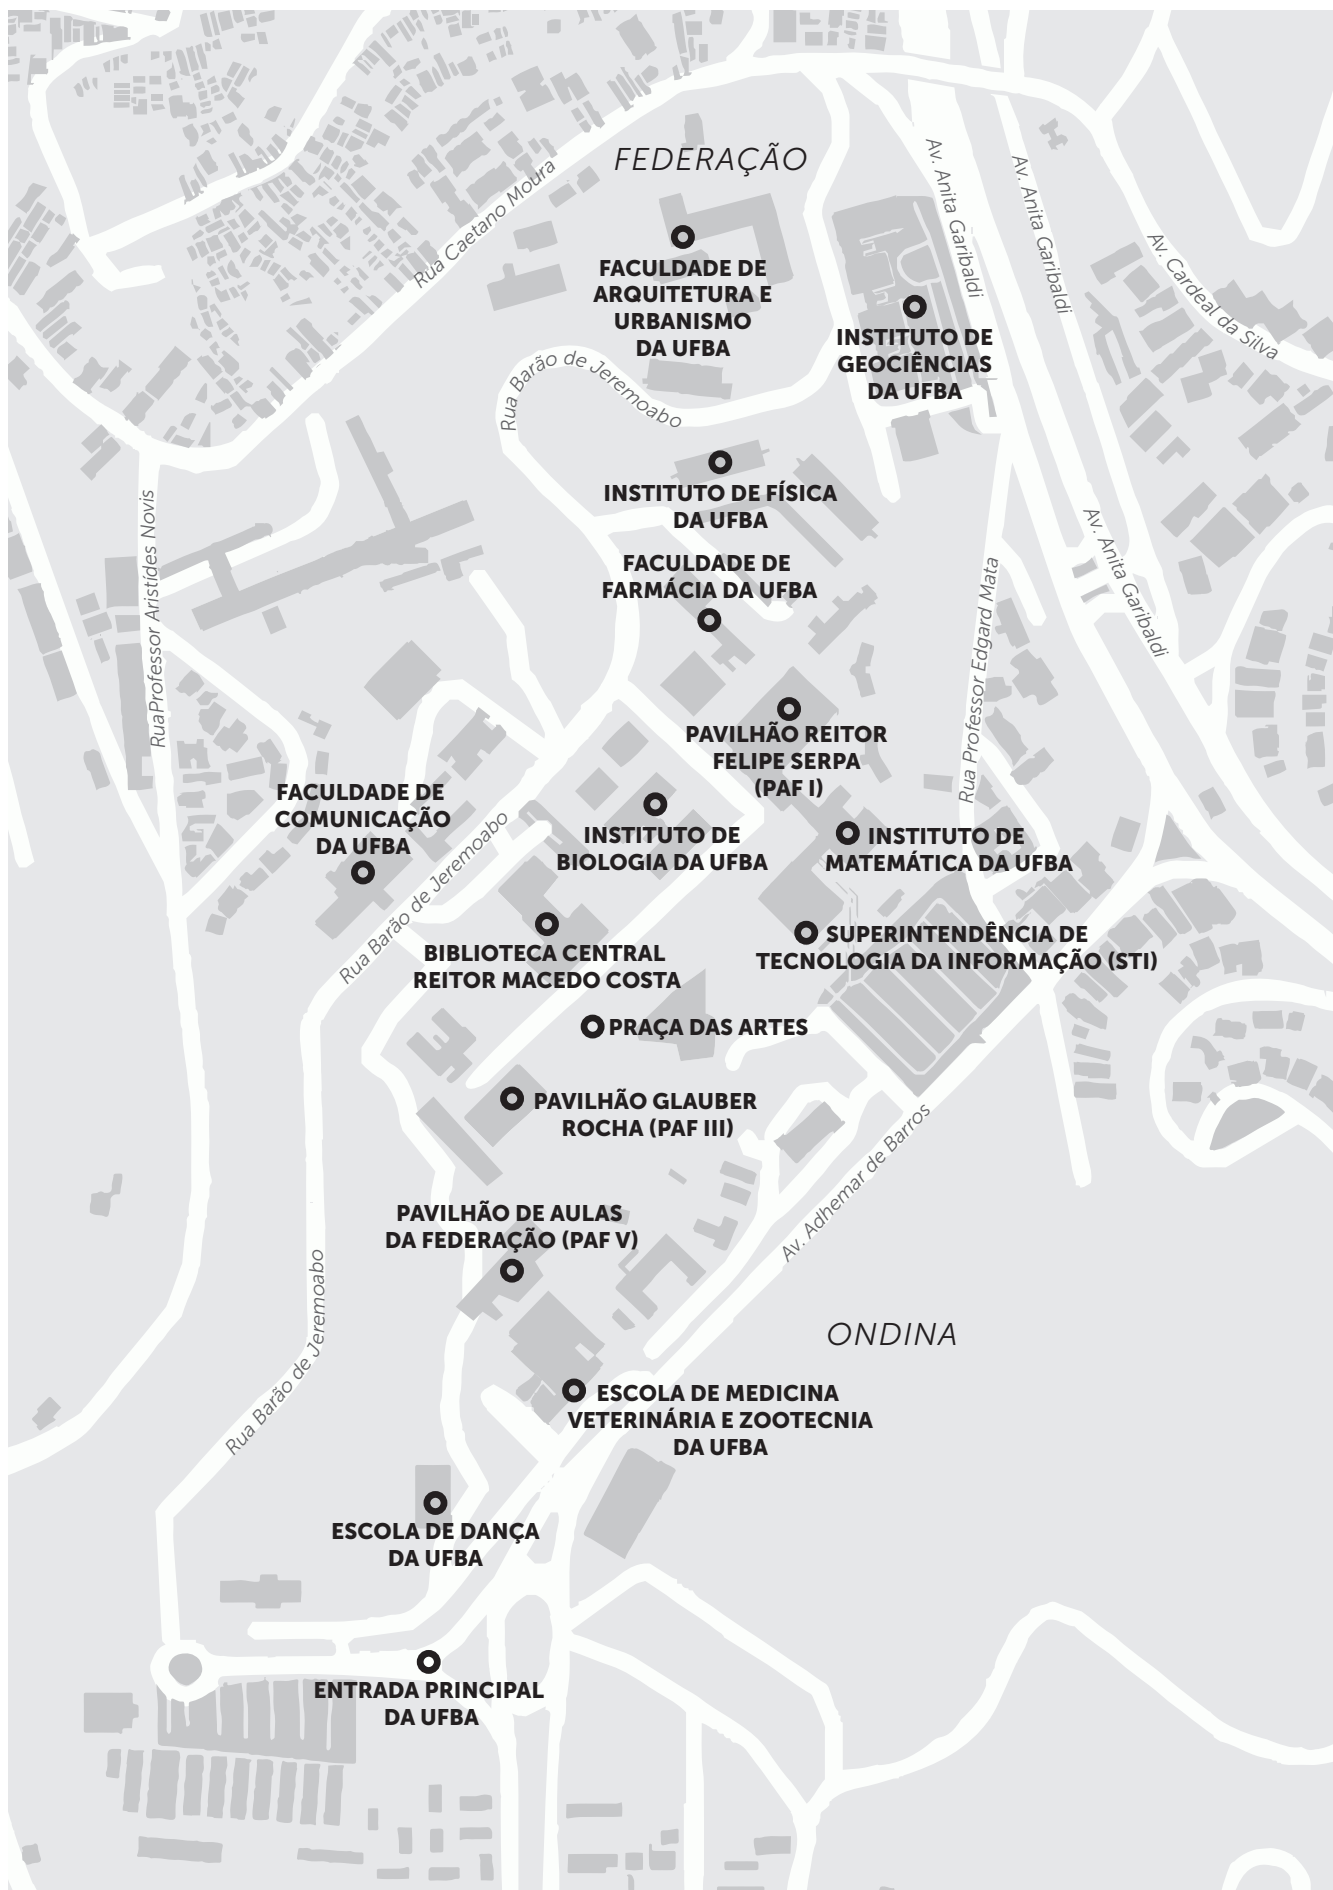 FEDERAÇÃO
Rua Caetano Moura
Av. Anita Garibaldi
Av. Anita Garibaldi
Av. Cardeal da Silva
FACULDADE DE
ARQUITETURA E
URBANISMO
DA UFBA
INSTITUTO DE
GEOCIÊNCIAS
DA UFBA
Rua Barão de Jeremoabo
INSTITUTO DE FÍSICA
DA UFBA
RuaProfessor Aristídes Novis
Av. Anita Garibaldi
FACULDADE DE
FARMÁCIA DA UFBA
Rua Professor Edgard Mata
PAVILHÃO REITOR
FELIPE SERPA
(PAF I)
FACULDADE DE
COMUNICAÇÃO
DA UFBA
INSTITUTO DE
BIOLOGIA DA UFBA
INSTITUTO DE
MATEMÁTICA DA UFBA
Rua Barão de Jeremoabo
BIBLIOTECA CENTRAL
REITOR MACEDO COSTA
SUPERINTENDÊNCIA DE
TECNOLOGIA DA INFORMAÇÃO (STI)
PRAÇA DAS ARTES
PAVILHÃO GLAUBER
ROCHA (PAF III)
Av. Adhemar de Barros
PAVILHÃO DE AULAS
DA FEDERAÇÃO (PAF V)
Rua Barão de Jeremoabo
ONDINA
ESCOLA DE MEDICINA
VETERINÁRIA E ZOOTECNIA
DA UFBA
ESCOLA DE DANÇA
DA UFBA
ENTRADA PRINCIPAL
DA UFBA